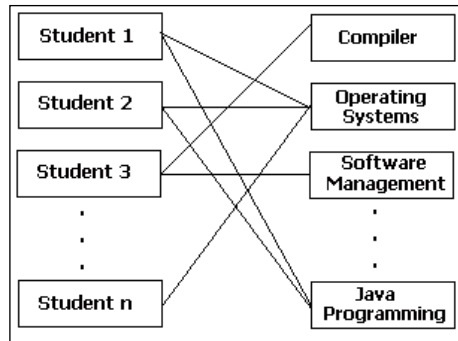 Student 1
Student 2
Student 3
Student n
Compiler
Operating
Systems
Software
Management
Java
Programming